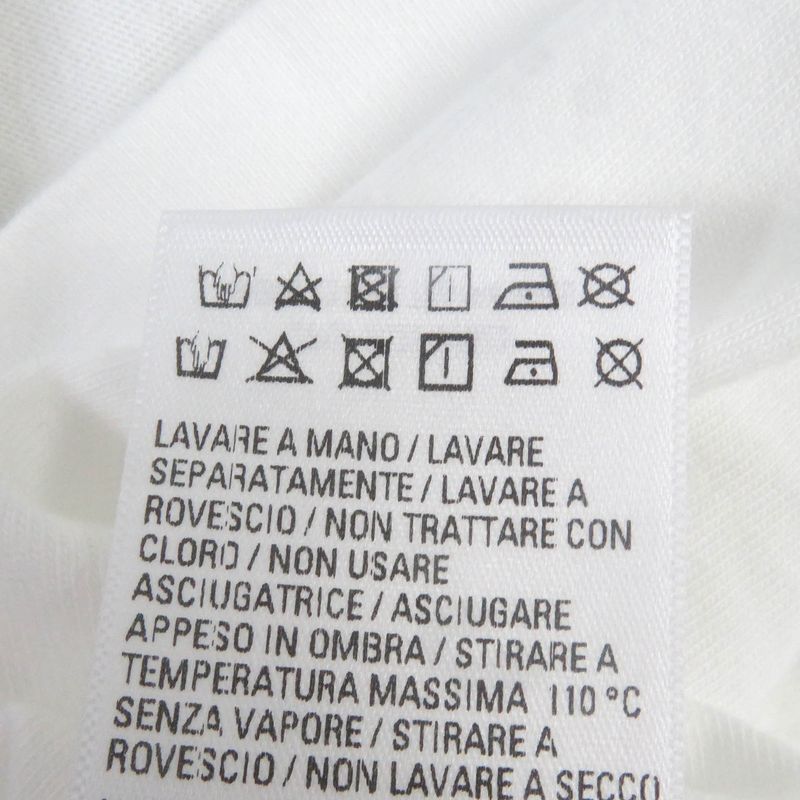 LAVARE A MANO / LAVARE
SEPARATAMENTE / LAVARE A
ROVESCIO / NON TRATTARE CON
CLORO / NON USARE
ASCIUGATRICE / ASCIUGARE
APPESO IN OMBRA / STIRARE A
TEMPERATURA MASSIMA 110 °C
SENZA VAPORE / STIRARE A
ROVESCIO / NON LAVARE A SECCO